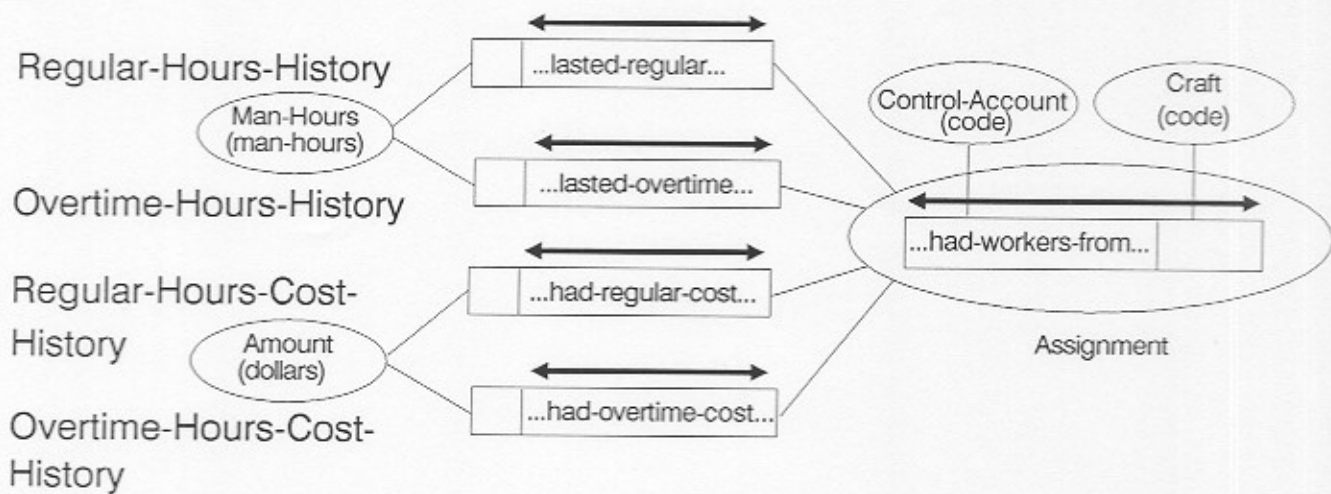 Regular-Hours-History
Man-Hours
(man-hours)
Overtime-Hours-History
Regular-Hours-Cost-
History
Amount
(dollars)
Overtime-Hours-Cost-
History
...lasted-regular...
...lasted-overtime...
...had-regular-cost...
...had-overtime-cost...
Control-Account
(code)
Craft
(code)
...had-workers-from...
Assignment